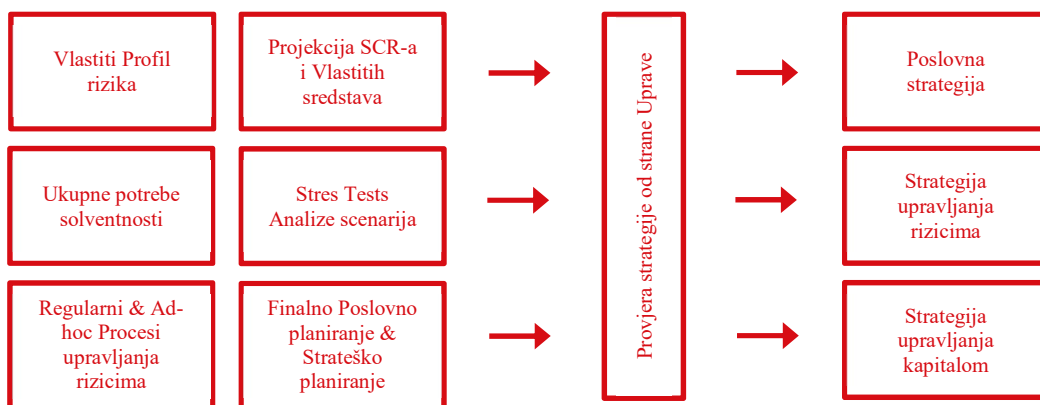 Vlastiti Profil
rizika
Projekcija SCR-a
i Vlastitih
sredstava
Provjera strategije od strane Uprave
Poslovna
strategija
Ukupne potrebe
solventnosti
Stres Tests
Analize scenarija
Strategija
upravljanja
rizicima
Regularni & Ad-
hoc Procesi
upravljanja
rizicima
Finalno Poslovno
planiranje &
Strateško
planiranje
Strategija
upravljanja
kapitalom